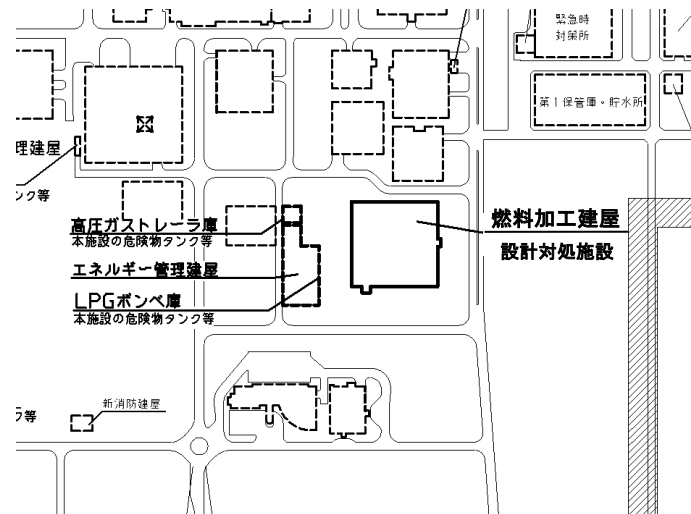 緊急時
対策所
第1保管庫・貯水所
理建屋
ンク等
高圧ガストレーラ庫
本施設の危険物タンク等
燃料加工建屋
設計対処施設
エネルギー管理建屋
LPGボンベ庫
本施設の危険物タンク等
新消防建屋
ク等